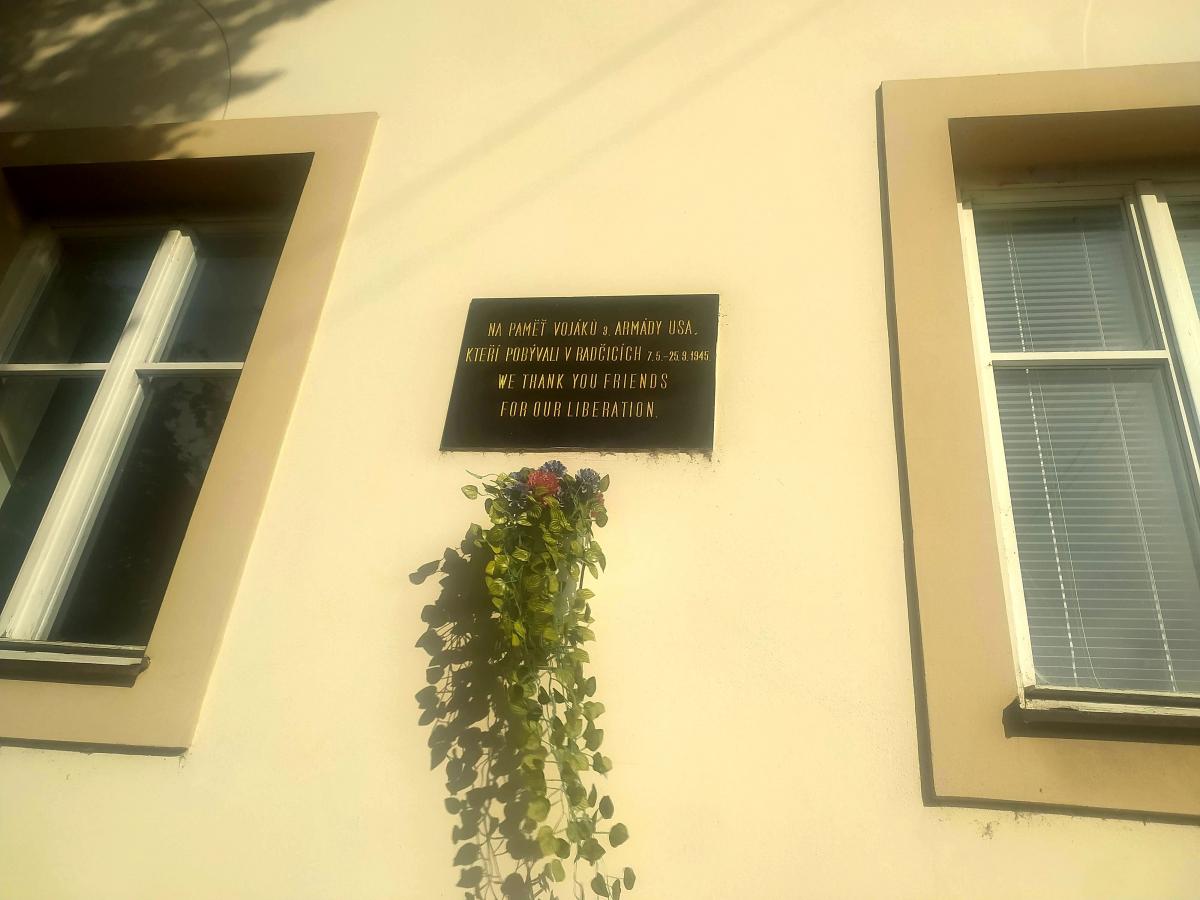 NA PAMĚŤ VOJÁKŮ 3. ARMÁDY USA,
KTEŘÍ POBÝVALI V RADČICÍCH 7.5.–25.9.1945.
WE THANK YOU FRIENDS
FOR OUR LIBERATION.